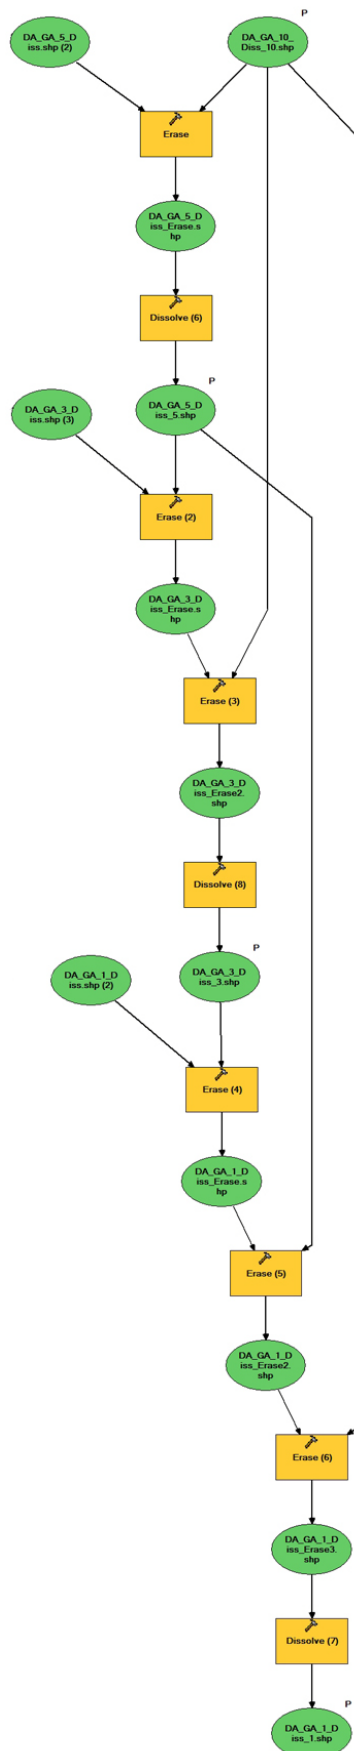 P
DA_GA_5_D
iss.shp (2)
DA_GA_10_
Diss_10.shp
Erase
DA_GA_5_D
iss_Erase.s
hp
Dissolve (6)
P
DA_GA_3_D
iss.shp (3)
DA_GA_5_D
iss_5.shp
Erase (2)
DA_GA_3_D
iss_Erase.s
hp
Erase (3)
DA_GA_3_D
iss_Erase2.
shp
Dissolve (8)
P
DA_GA_1_D
iss.shp (2)
DA_GA_3_D
iss_3.shp
Erase (4)
DA_GA_1_D
iss_Erase.s
hp
Erase (5)
DA_GA_1_D
iss_Erase2.
shp
Erase (6)
DA_GA_1_D
iss_Erase3.
shp
Dissolve (7)
P
DA_GA_1_D
iss_1.shp